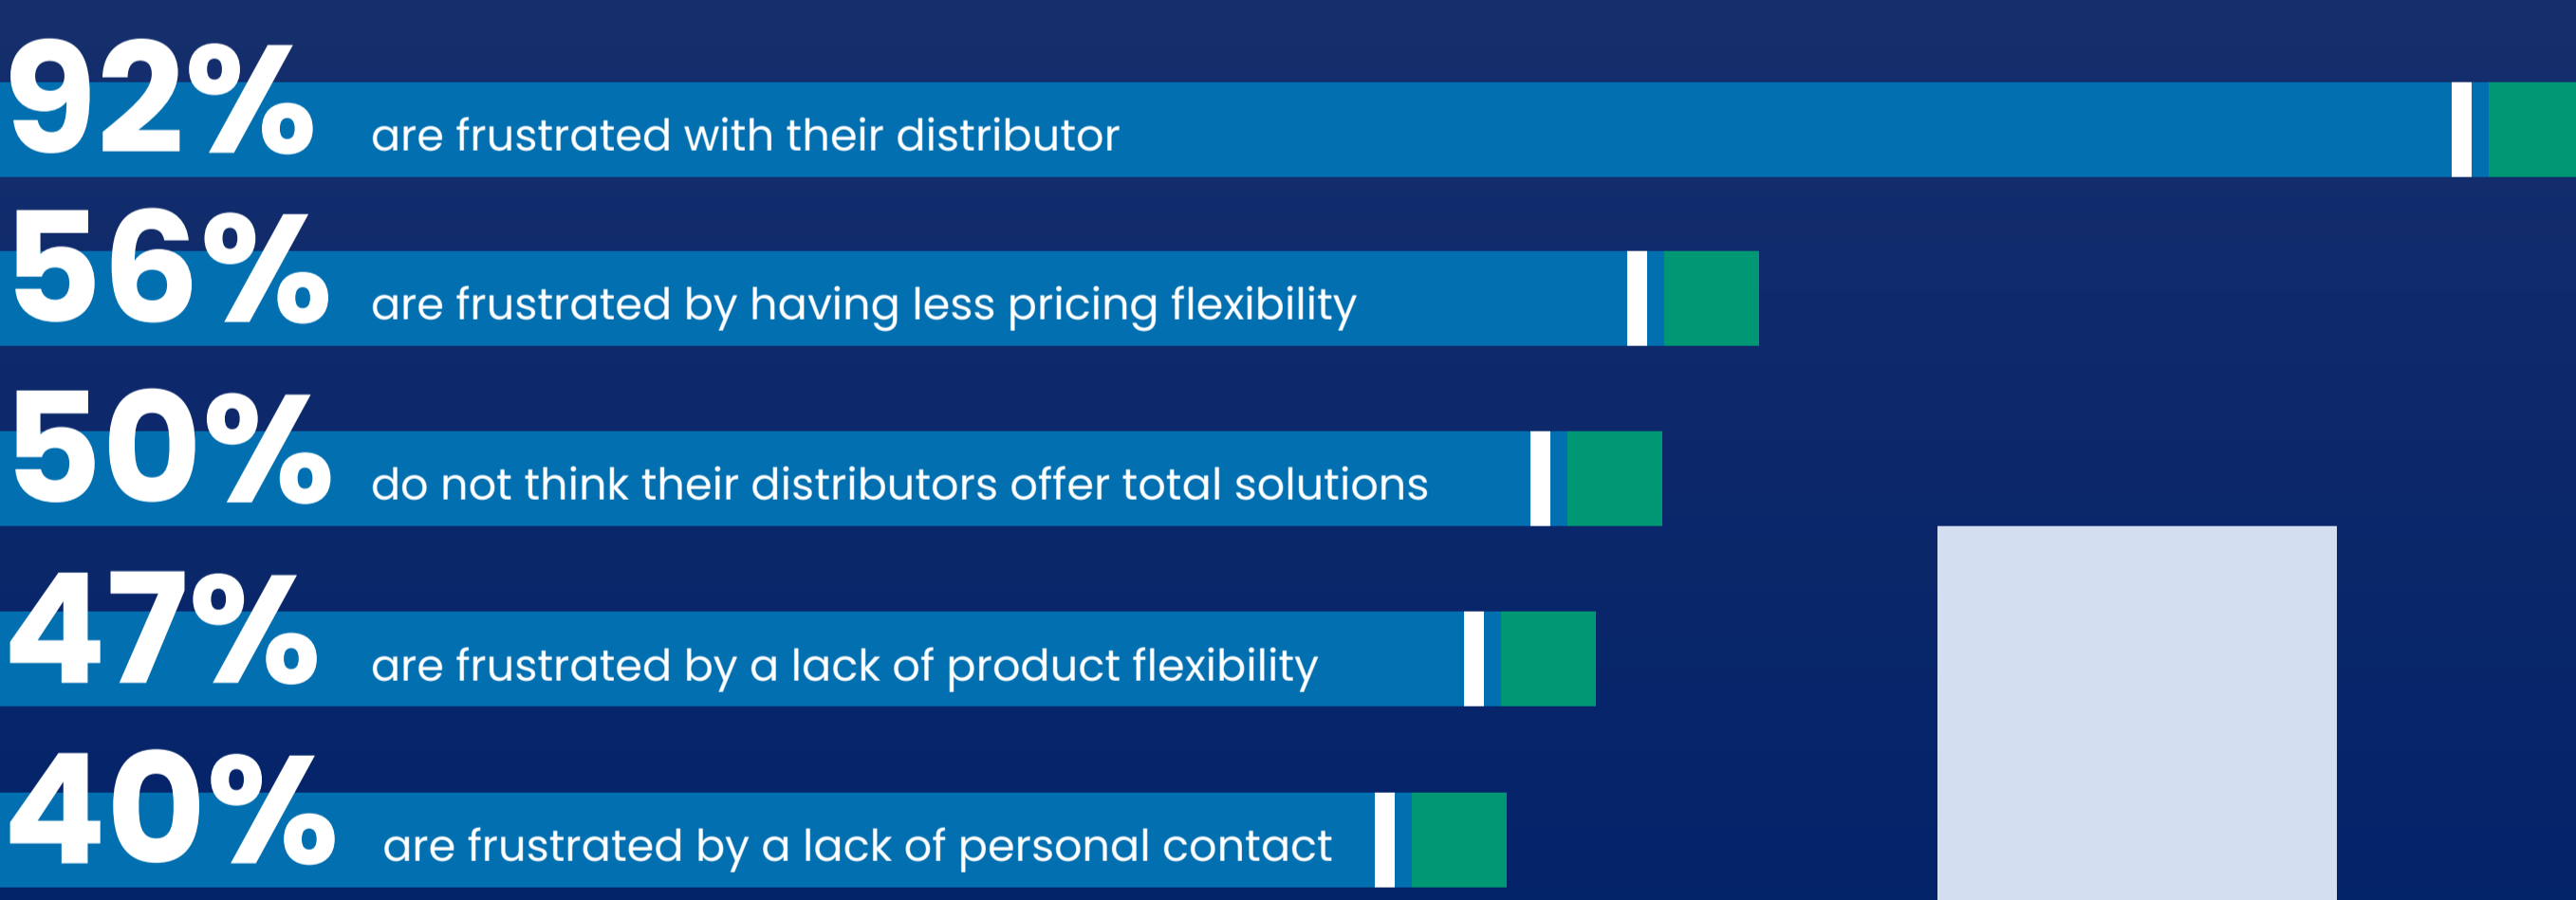 92% are frustrated with their distributor
56% are frustrated by having less pricing flexibility
50% do not think their distributors offer total solutions
47% are frustrated by a lack of product flexibility
40% are frustrated by a lack of personal contact